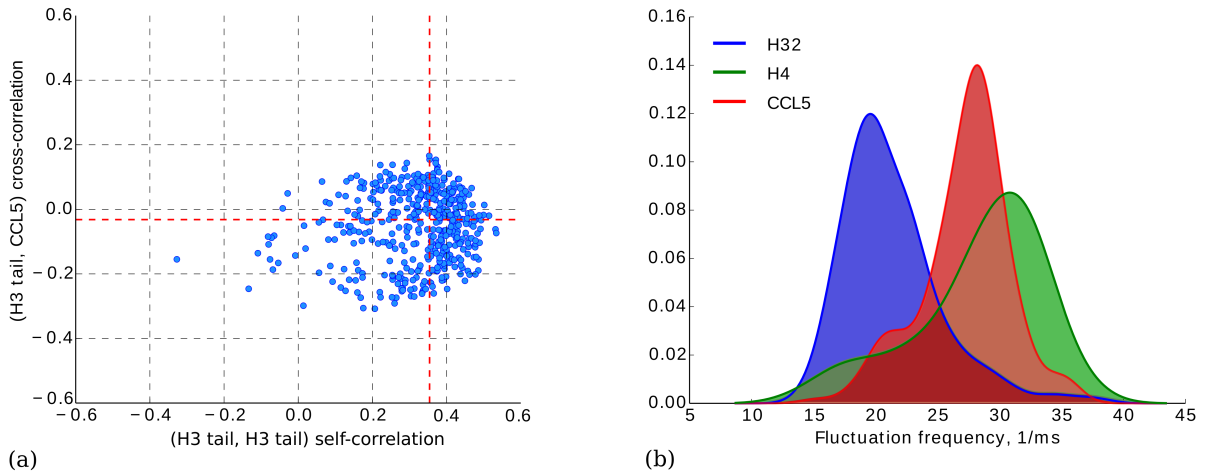 0.6
0.4
0.2
0.0
−0.2
−0.4
−0.6
−0.6 −0.4 −0.2 0.0 0.2 0.4 0.6
(H3 tail, CCL5) cross-correlation
(H3 tail, H3 tail) self-correlation
(a)
0.16
0.14
0.12
0.10
0.08
0.06
0.04
0.02
0.00
5 10 15 20 25 30 35 40 45
H32
H4
CCL5
Fluctuation frequency, 1/ms
(b)